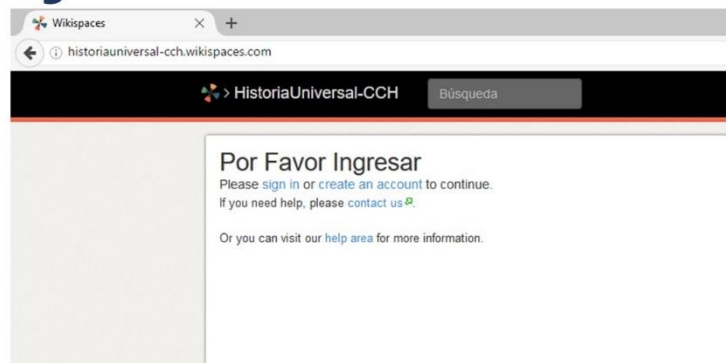 Wikispaces
historiauniversal-cch.wikispaces.com
HistoriaUniversal-CCH Búsqueda
Por Favor Ingresar
Please sign in or create an account to continue.
If you need help, please contact us.
Or you can visit our help area for more information.